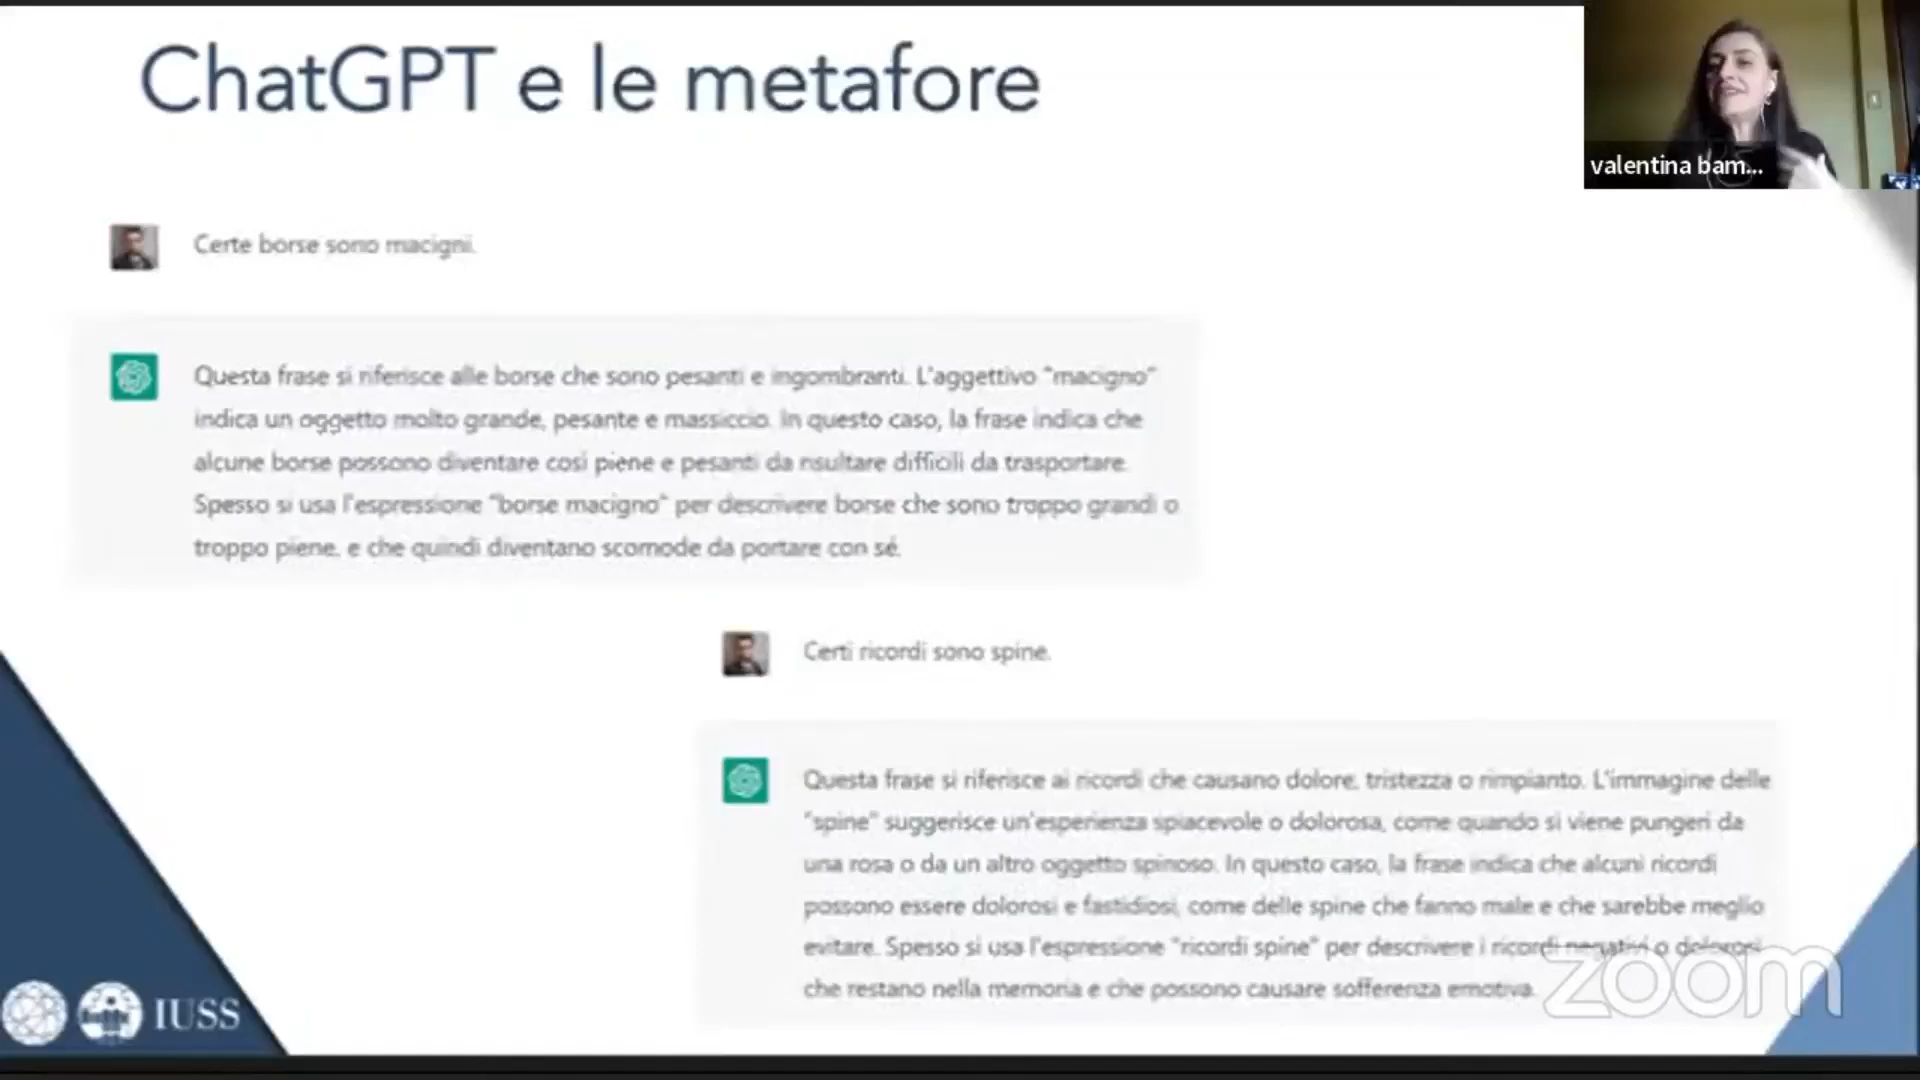 ChatGPT e le metafore
valentina bam...
Certe borse sono macigni.
Questa frase si riferisce alle borse che sono pesanti e ingombranti. L'aggettivo "macigno"
indica un oggetto molto grande, pesante e massiccio. In questo caso, la frase indica che
alcune borse possono diventare così piene e pesanti da risultare difficili da trasportare.
Spesso si usa l'espressione "borse macigno" per descrivere borse che sono troppo grandi o
troppo piene, e che quindi diventano scomode da portare con sé.
Certi ricordi sono spine.
Questa frase si riferisce ai ricordi che causano dolore, tristezza o rimpianto. L'immagine delle
"spine" suggerisce un'esperienza spiacevole o dolorosa, come quando si viene pungeri da
una rosa o da un altro oggetto spinoso. In questo caso, la frase indica che alcuni ricordi
possono essere dolorosi e fastidiosi, come delle spine che fanno male e che sarebbe meglio
evitare. Spesso si usa l'espressione "ricordi spine" per descrivere i ricordi negativi o dolorosi
che restano nella memoria e che possono causare sofferenza emotiva.
zoom
IUSS